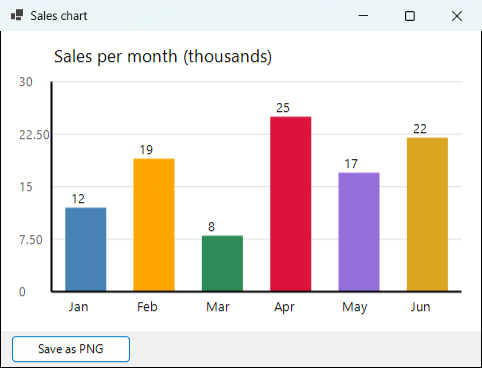 Sales chart
Sales per month (thousands)
30
25
22.50
22
19
17
15
12
8
7.50
0
Jan Feb Mar Apr May Jun
Save as PNG